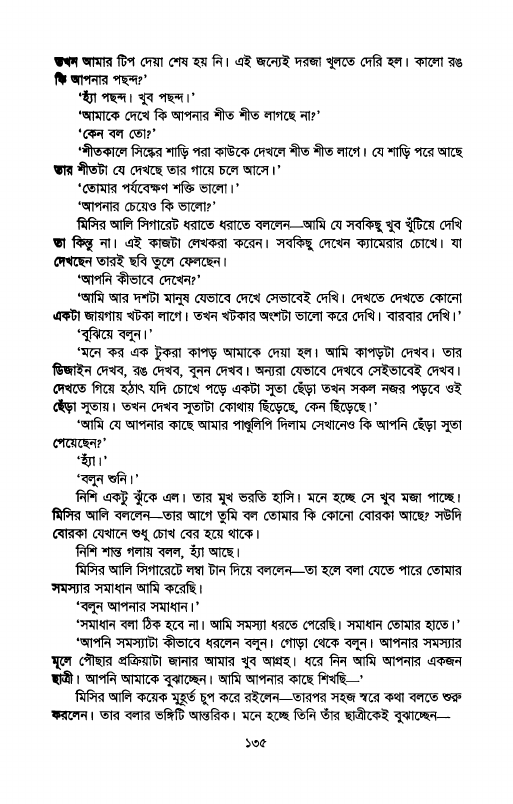 তখন আমার টিপ দেয়া শেষ হয় নি। এই জন্যেই দরজা খুলতে দেরি হল। কালো রঙ
কি আপনার পছন্দ?’
‘হ্যাঁ পছন্দ। খুব পছন্দ।’
‘আমাকে দেখে কি আপনার শীত শীত লাগছে না?’
‘কেন বল তো?’
‘শীতকালে সিল্কের শাড়ি পরা কাউকে দেখলে শীত শীত লাগে। যে শাড়ি পরে আছে
তার শীতটা যে দেখছে তার গায়ে চলে আসে।’
‘তোমার পর্যবেক্ষণ শক্তি ভালো।’
‘আপনার চেয়েও কি ভালো?’
মিসির আলি সিগারেট ধরাতে ধরাতে বললেন—আমি যে সবকিছু খুব খুঁটিয়ে দেখি
তা কিন্তু না। এই কাজটা লেখকরা করেন। সবকিছু দেখেন ক্যামেরার চোখে। যা
দেখছেন তারই ছবি তুলে ফেলছেন।
‘আপনি কীভাবে দেখেন?’
‘আমি আর দশটা মানুষ যেভাবে দেখে সেভাবেই দেখি। দেখতে দেখতে কোনো
একটা জায়গায় খটকা লাগে। তখন খটকার অংশটা ভালো করে দেখি। বারবার দেখি।’
‘বুঝিয়ে বলুন।’
‘মনে কর এক টুকরা কাপড় আমাকে দেয়া হল। আমি কাপড়টা দেখব। তার
ডিজাইন দেখব, রঙ দেখব, বুনন দেখব। অন্যরা যেভাবে দেখবে সেইভাবেই দেখব।
দেখতে গিয়ে হঠাৎ যদি চোখে পড়ে একটা সুতা ছেঁড়া তখন সকল নজর পড়বে ওই
ছেঁড়া সুতায়। তখন দেখব সুতাটা কোথায় ছিঁড়েছে, কেন ছিঁড়েছে।’
‘আমি যে আপনার কাছে আমার পাণ্ডুলিপি দিলাম সেখানেও কি আপনি ছেঁড়া সুতা
পেয়েছেন?’
‘হ্যাঁ।’
‘বলুন শুনি।’
নিশি একটু ঝুঁকে এল। তার মুখ ভরতি হাসি। মনে হচ্ছে সে খুব মজা পাচ্ছে।
মিসির আলি বললেন—তার আগে তুমি বল তোমার কি কোনো বোরকা আছে? সউদি
বোরকা যেখানে শুধু চোখ বের হয়ে থাকে।
নিশি শান্ত গলায় বলল, হ্যাঁ আছে।
মিসির আলি সিগারেটে লম্বা টান দিয়ে বললেন—তা হলে বলা যেতে পারে তোমার
সমস্যার সমাধান আমি করেছি।
‘বলুন আপনার সমাধান।’
‘সমাধান বলা ঠিক হবে না। আমি সমস্যা ধরতে পেরেছি। সমাধান তোমার হাতে।’
‘আপনি সমস্যাটা কীভাবে ধরলেন বলুন। গোড়া থেকে বলুন। আপনার সমস্যার
মূলে পৌছার প্রক্রিয়াটা জানার আমার খুব আগ্রহ। ধরে নিন আমি আপনার একজন
ছাত্রী। আপনি আমাকে বুঝাচ্ছেন। আমি আপনার কাছে শিখছি—’
মিসির আলি কয়েক মুহূর্ত চুপ করে রইলেন—তারপর সহজ স্বরে কথা বলতে শুরু
করলেন। তার বলার ভঙ্গিটি আন্তরিক। মনে হচ্ছে তিনি তাঁর ছাত্রীকেই বুঝাচ্ছেন—
১৩৫